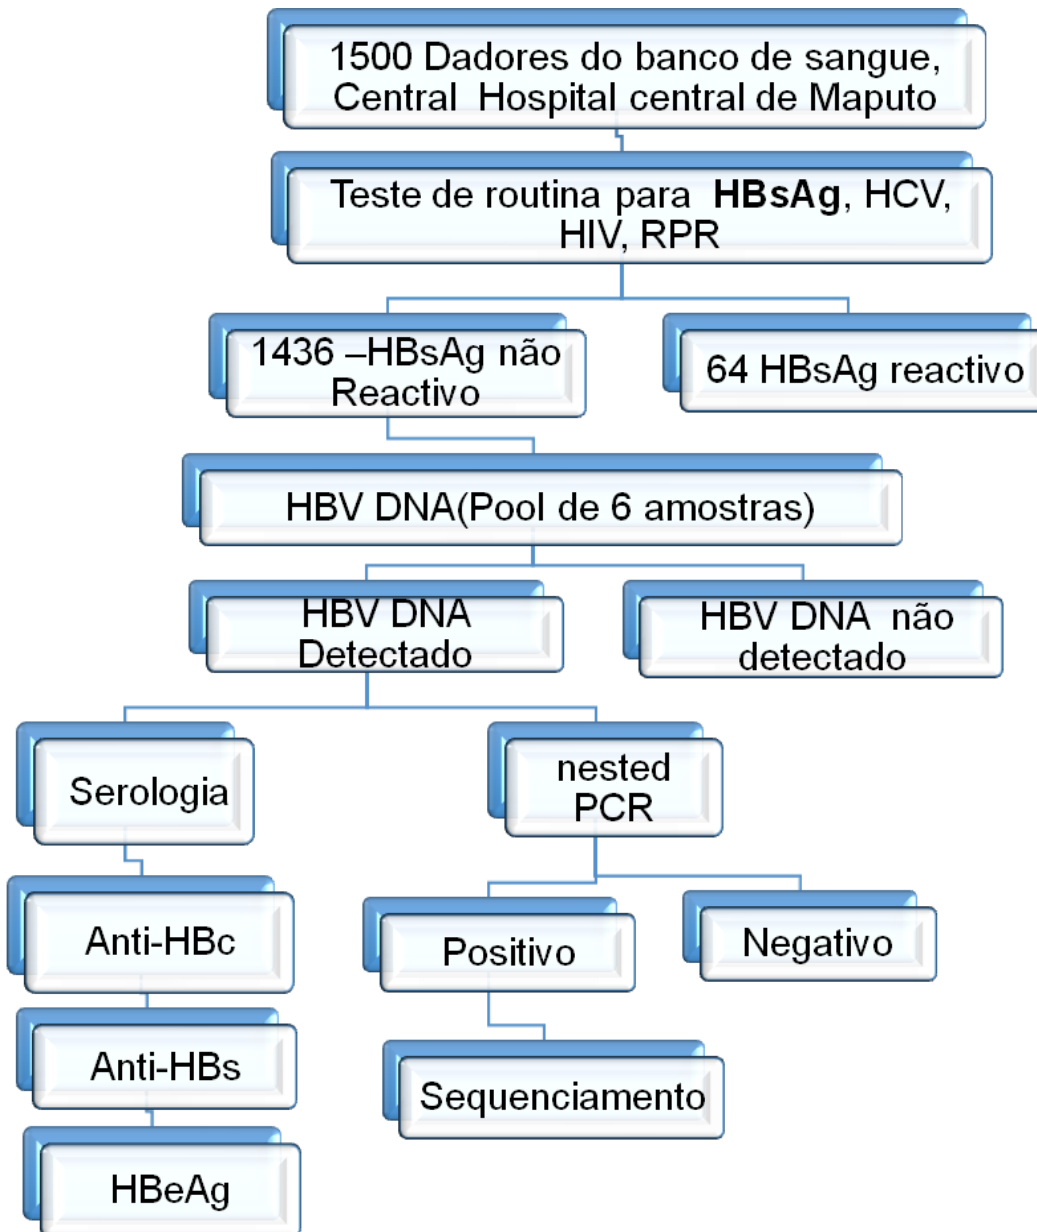 1500 Dadores do banco de sangue,
Central  Hospital central de Maputo
Teste de routina para  HBsAg, HCV,
HIV, RPR
1436 –HBsAg não
Reactivo
64 HBsAg reactivo
HBV DNA(Pool de 6 amostras)
HBV DNA
Detectado
HBV DNA  não
detectado
Serologia
nested
PCR
Anti-HBc
Positivo
Negativo
Anti-HBs
Sequenciamento
HBeAg